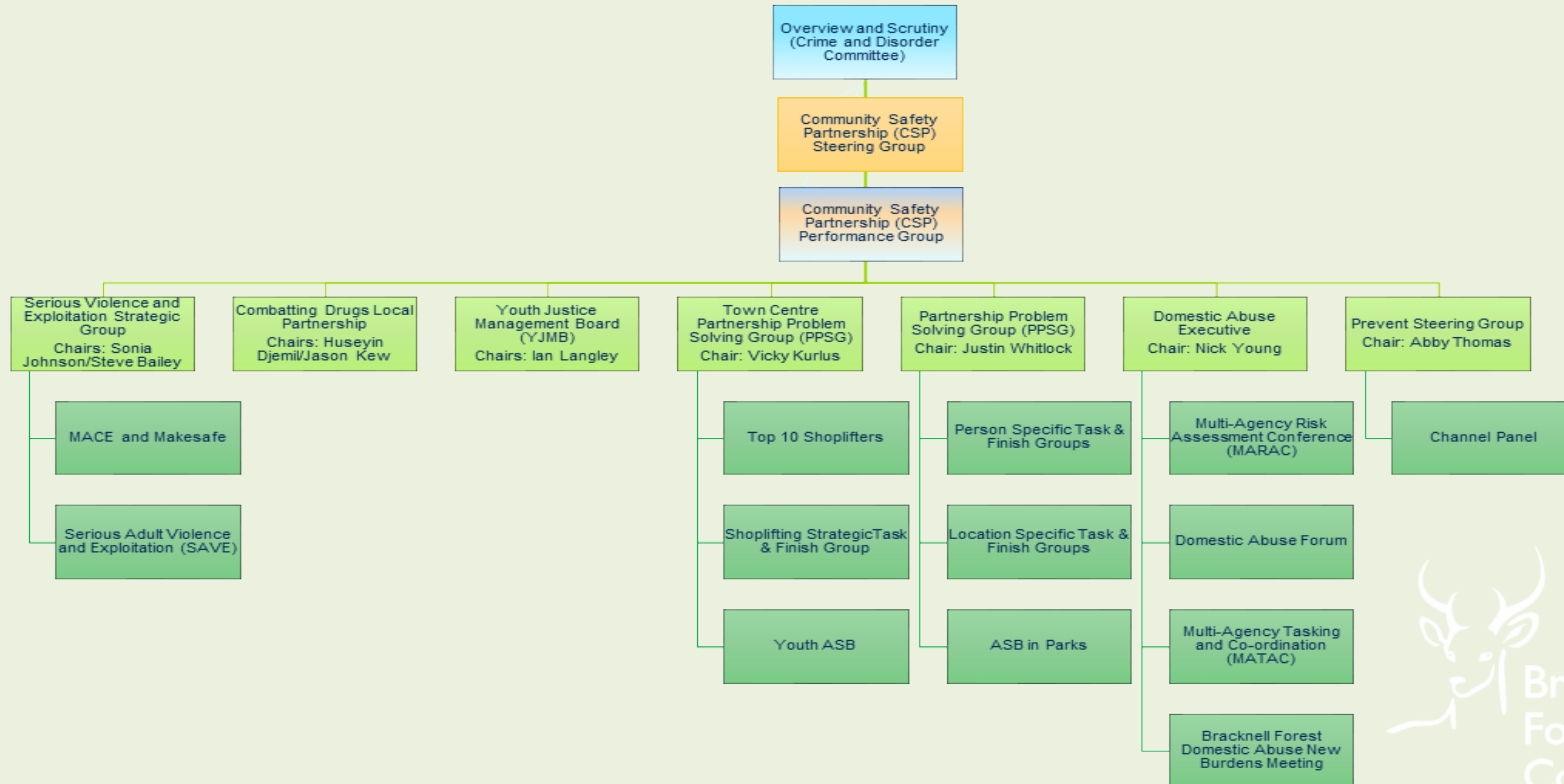 Overview and Scrutiny
(Crime and Disorder
Committee)
Community Safety
Partnership (CSP)
Steering Group
Community Safety
Partnership (CSP)
Performance Group
Serious Violence and
Exploitation Strategic
Group
Chairs: Sonia
Johnson/Steve Bailey
Combatting Drugs Local
Partnership
Chairs: Huseyin
Djemil/Jason Kew
Youth Justice
Management Board
(YJMB)
Chairs: Ian Langley
Town Centre
Partnership Problem
Solving Group (PPSG)
Chair: Vicky Kurlus
Partnership Problem
Solving Group (PPSG)
Chair: Justin Whitlock
Domestic Abuse
Executive
Chair: Nick Young
Prevent Steering Group
Chair: Abby Thomas
MACE and Makesafe
Serious Adult Violence
and Exploitation (SAVE)
Top 10 Shoplifters
Shoplifting StrategicTask
& Finish Group
Youth ASB
Person Specific Task &
Finish Groups
Location Specific Task &
Finish Groups
ASB in Parks
Multi-Agency Risk
Assessment Conference
(MARAC)
Domestic Abuse Forum
Multi-Agency Tasking
and Co-ordination
(MATAC)
Bracknell Forest
Domestic Abuse New
Burdens Meeting
Channel Panel